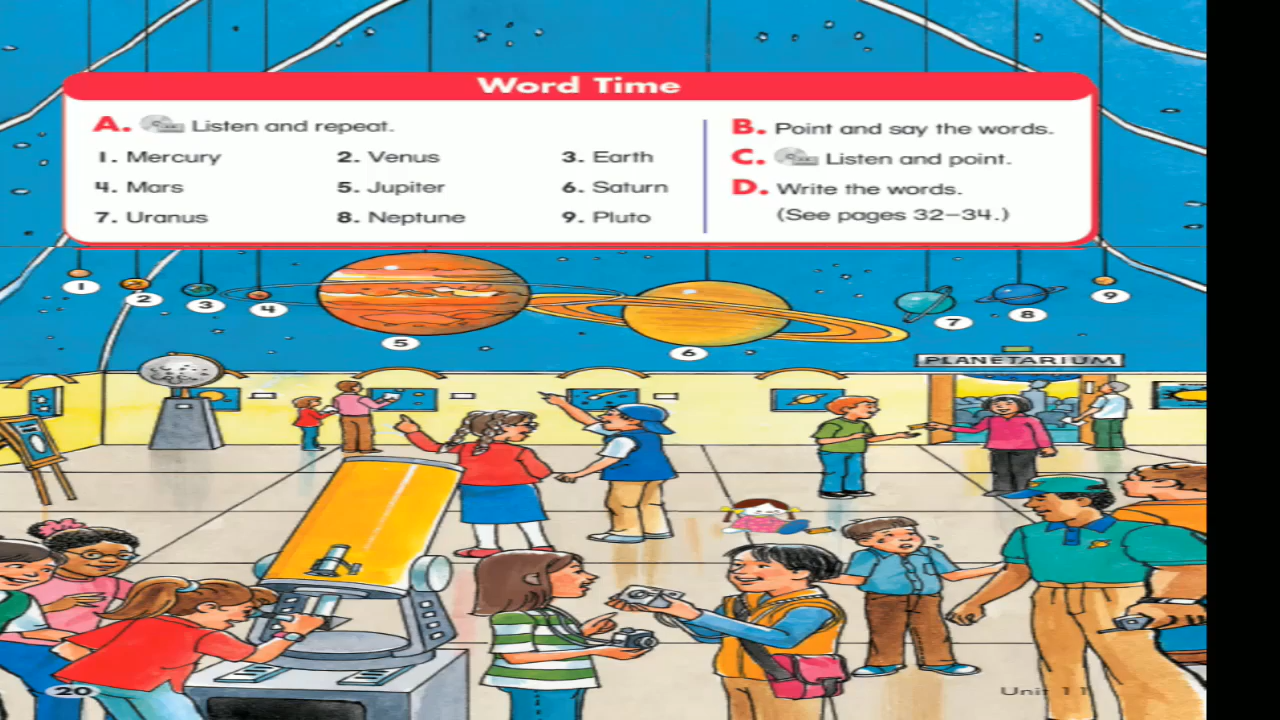 Word Time
A. Listen and repeat.
1. Mercury 2. Venus 3. Earth
4. Mars 5. Jupiter 6. Saturn
7. Uranus 8. Neptune 9. Pluto
B. Point and say the words.
C. Listen and point.
D. Write the words.
(See pages 32–34.)
1
2
3
4
5
6
7
8
9
PLANETARIUM
20
Unit 11